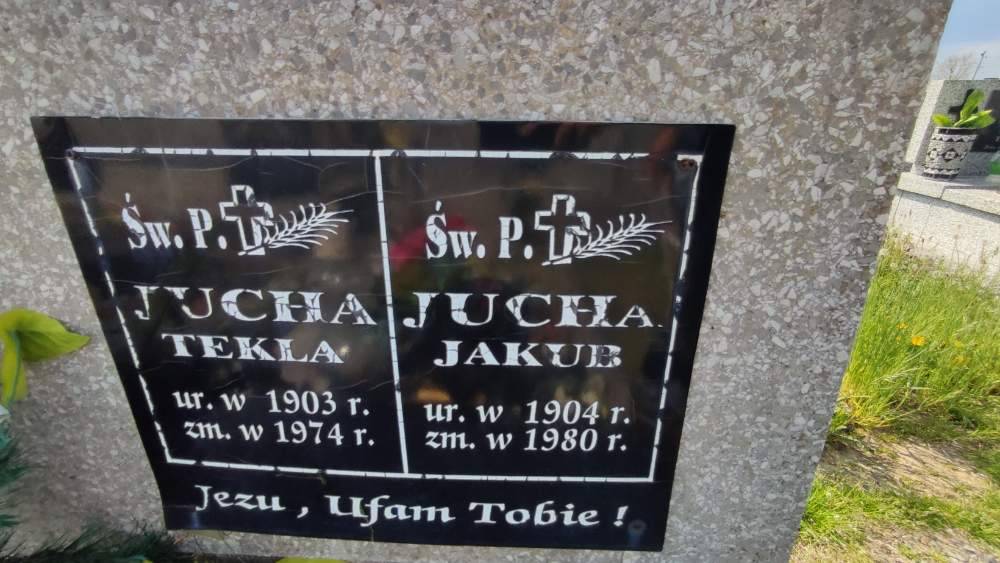 Św. P.
JUCHA
TEKLA
ur. w 1903 r.
zm. w 1974 r.
Św. P.
JUCHA
JAKUB
ur. w 1904 r.
zm. w 1980 r.
Jezu , Ufam Tobie !